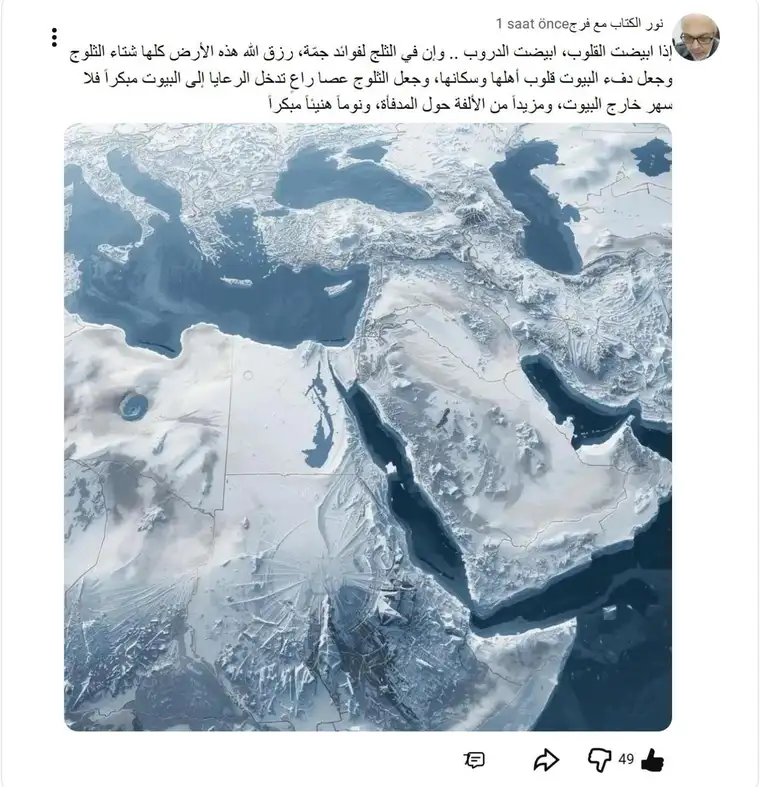 نور الكتاب مع فرج 1 saat önce
إذا ابيضت القلوب، ابيضت الدروب .. وإن في الثلج لفوائد جمّة، رزق الله هذه الأرض كلها شتاء الثلوج
وجعل دفء البيوت قلوب أهلها وسكانها، وجعل الثلوج عصا راعٍ تدخل الرعايا إلى البيوت مبكراً فلا
سهر خارج البيوت، ومزيداً من الألفة حول المدفأة، ونوماً هنيئاً مبكراً
49